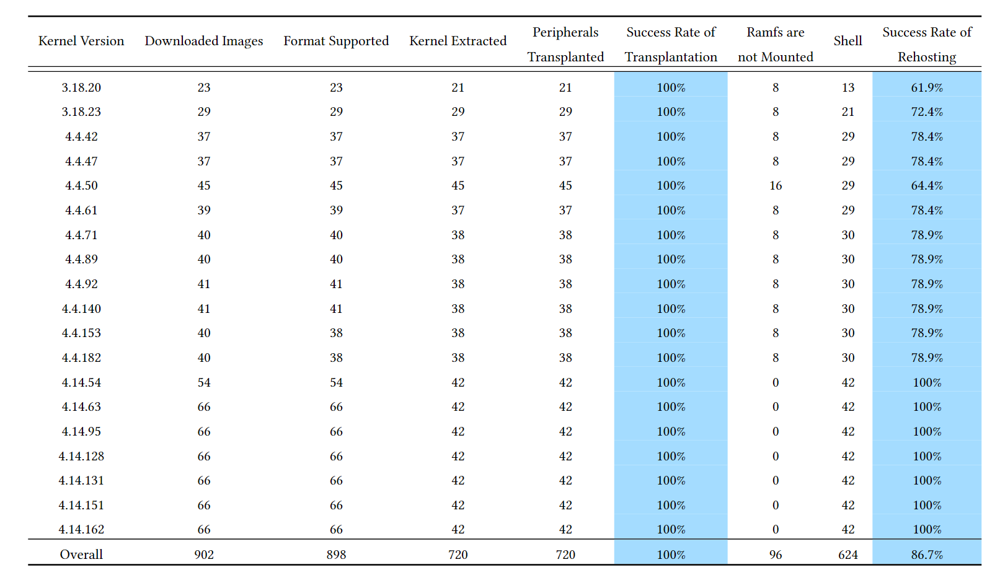 Kernel Version Downloaded Images Format Supported Kernel Extracted Peripherals Transplanted Success Rate of Transplantation Ramfs are not Mounted Shell Success Rate of Rehosting
3.18.20 23 23 21 21 100% 8 13 61.9%
3.18.23 29 29 29 29 100% 8 21 72.4%
4.4.42 37 37 37 37 100% 8 29 78.4%
4.4.47 37 37 37 37 100% 8 29 78.4%
4.4.50 45 45 45 45 100% 16 29 64.4%
4.4.61 39 39 37 37 100% 8 29 78.4%
4.4.71 40 40 38 38 100% 8 30 78.9%
4.4.89 40 40 38 38 100% 8 30 78.9%
4.4.92 41 41 38 38 100% 8 30 78.9%
4.4.140 41 41 38 38 100% 8 30 78.9%
4.4.153 40 38 38 38 100% 8 30 78.9%
4.4.182 40 38 38 38 100% 8 30 78.9%
4.14.54 54 54 42 42 100% 0 42 100%
4.14.63 66 66 42 42 100% 0 42 100%
4.14.95 66 66 42 42 100% 0 42 100%
4.14.128 66 66 42 42 100% 0 42 100%
4.14.131 66 66 42 42 100% 0 42 100%
4.14.151 66 66 42 42 100% 0 42 100%
4.14.162 66 66 42 42 100% 0 42 100%
Overall 902 898 720 720 100% 96 624 86.7%